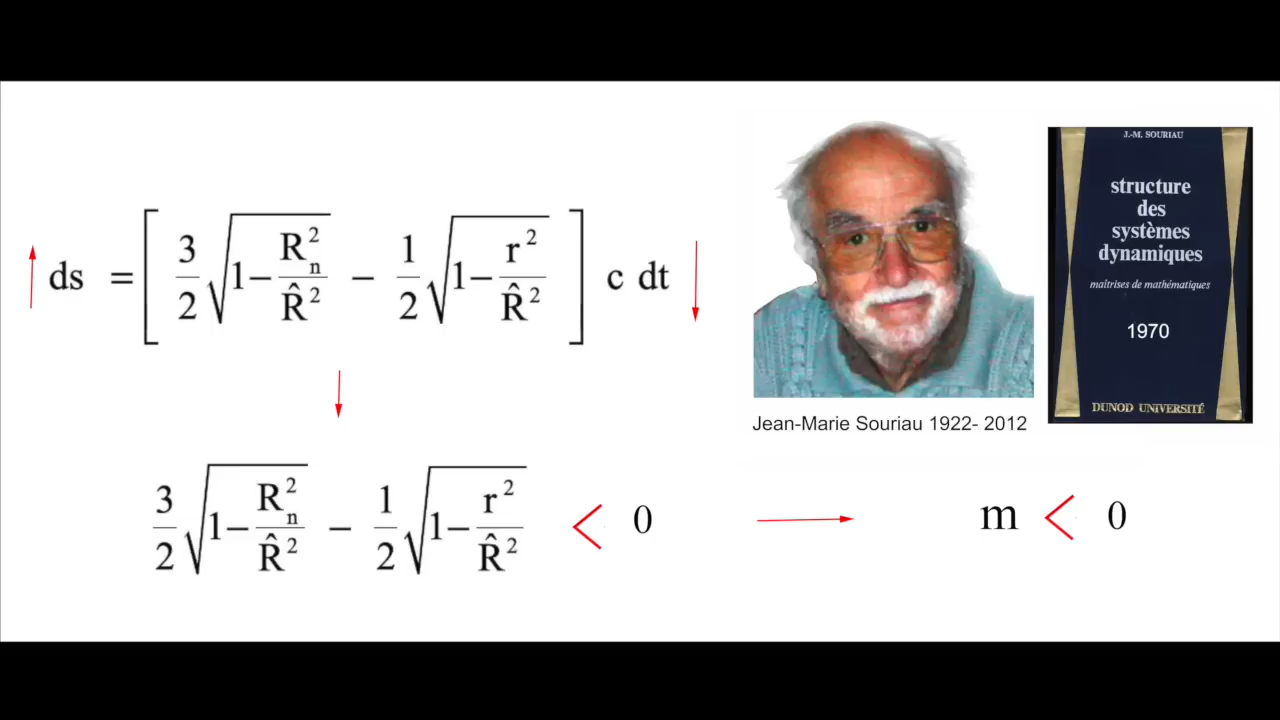 ds = [ 3/2 √(1 − R_n²/R̂²) − 1/2 √(1 − r²/R̂²) ] c dt
J.-M. SOURIAU
structure
des
systèmes
dynamiques
maîtrises de mathématiques
1970
DUNOD UNIVERSITÉ
Jean-Marie Souriau 1922- 2012
3/2 √(1 − R_n²/R̂²) − 1/2 √(1 − r²/R̂²) < 0
m < 0